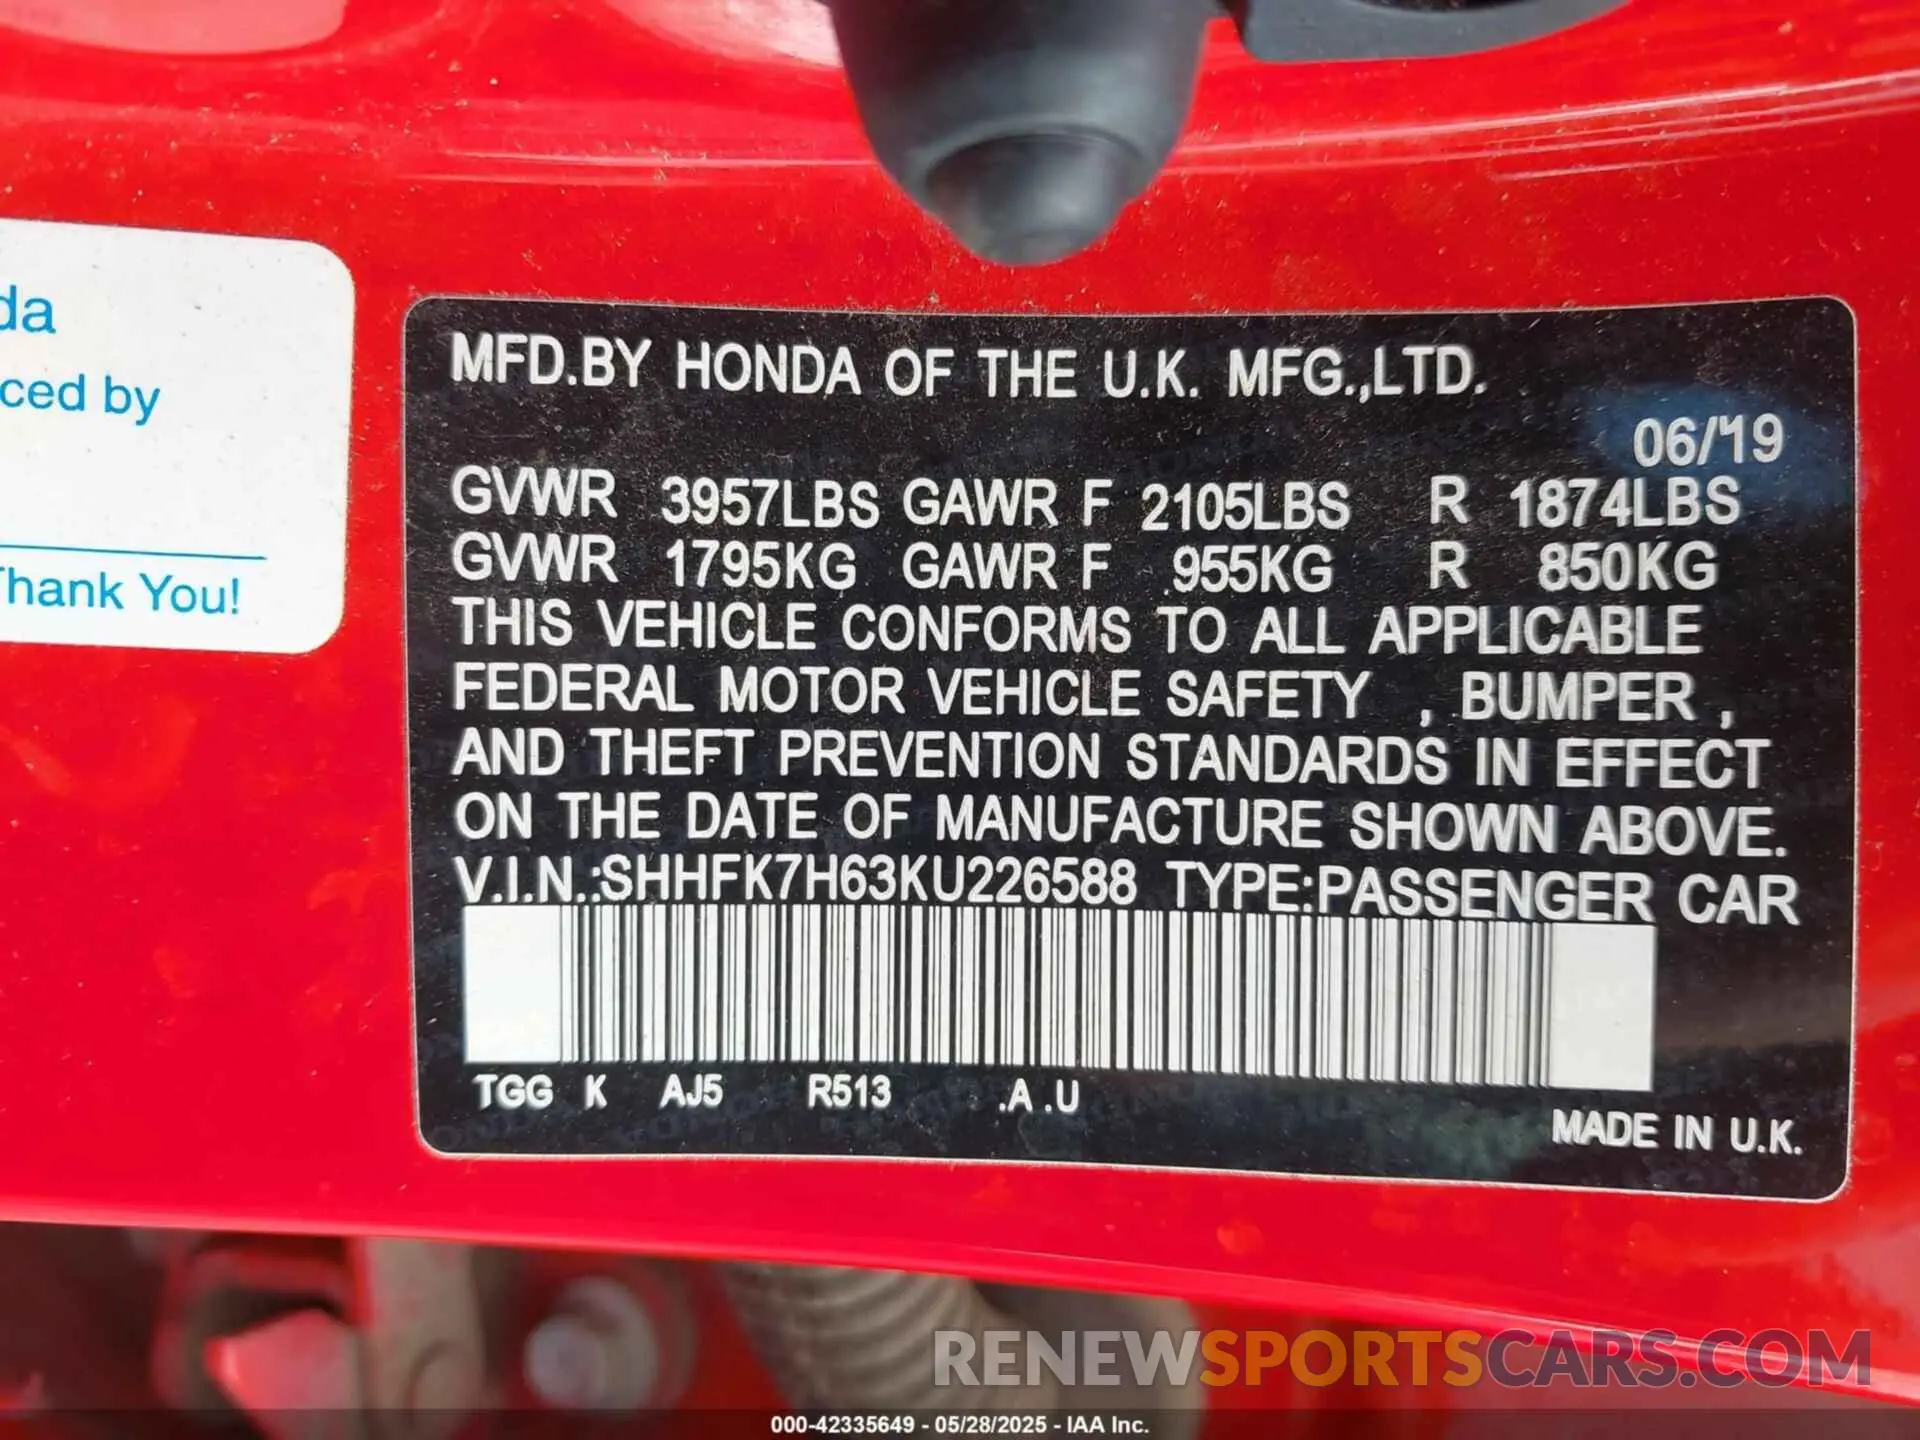 da
ced by
Thank You!
MFD.BY HONDA OF THE U.K. MFG.,LTD.
06/19
GVWR 3957LBS GAWR F 2105LBS R 1874LBS
GVWR 1795KG GAWR F 955KG R 850KG
THIS VEHICLE CONFORMS TO ALL APPLICABLE
FEDERAL MOTOR VEHICLE SAFETY , BUMPER ,
AND THEFT PREVENTION STANDARDS IN EFFECT
ON THE DATE OF MANUFACTURE SHOWN ABOVE.
V.I.N.:SHHFK7H63KU226588 TYPE:PASSENGER CAR
TGG K AJ5 R513 .A .U
MADE IN U.K.
RENEWSPORTSCARS.COM
000-42335649 - 05/28/2025 - IAA Inc.